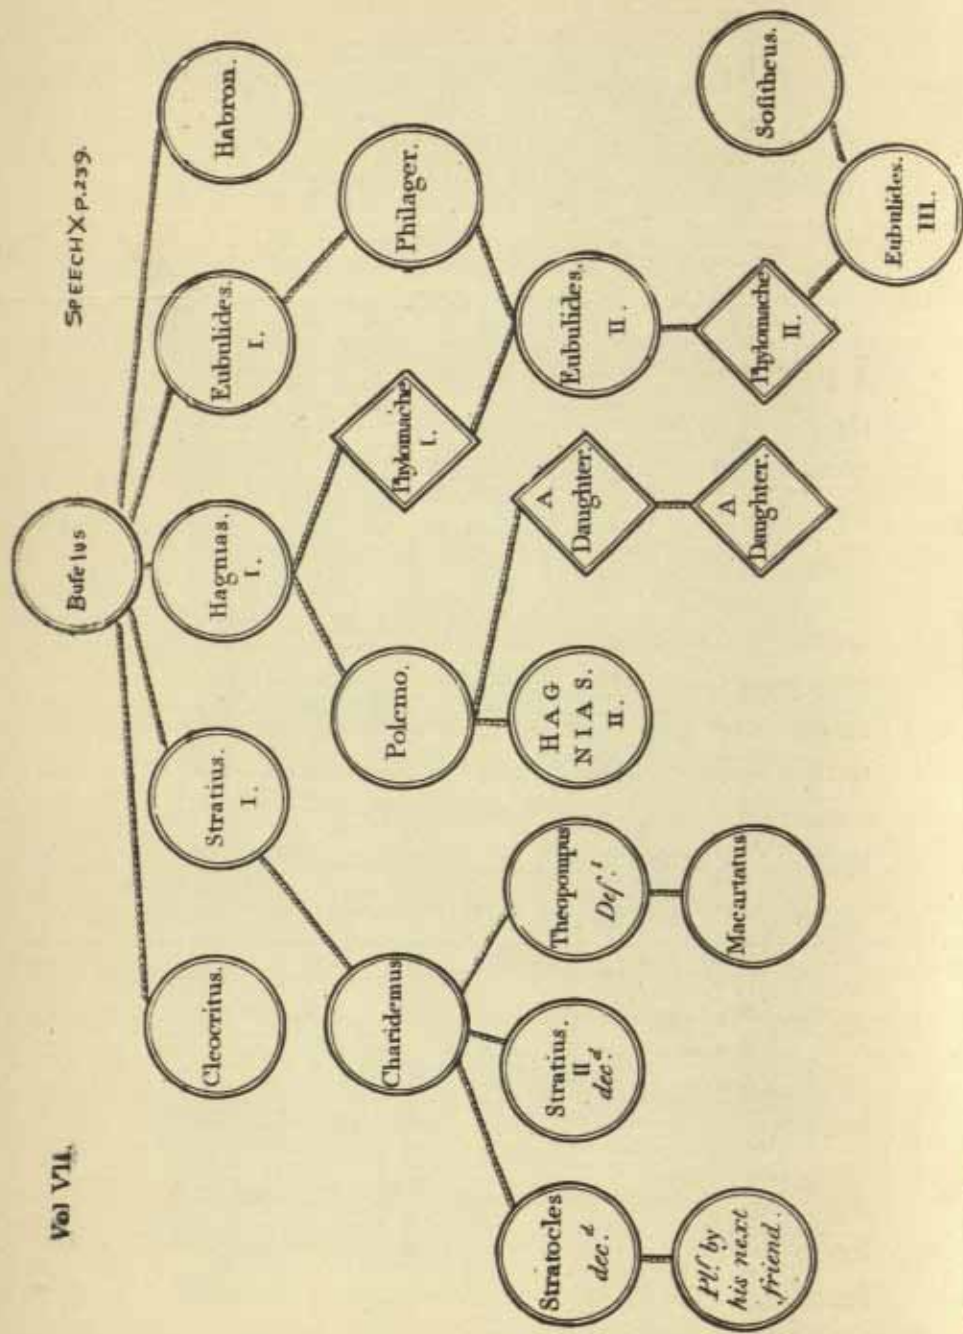 Vol VII.
SPEECH X p.239.
Bufelus
Cleocritus.
Stratius.
I.
Hagnias.
I.
Eubulides.
I.
Habron.
Charidemus
Polemo.
Phylomache
I.
Philager.
Stratocles
dec.d
Stratius.
II
dec.d
Theopompus
Def.t
HAG
NIAS.
II.
A
Daughter.
Eubulides.
II.
Pl.f by
his next
friend.
Macartatus
A
Daughter.
Phylomache
II.
Sositheus.
Eubulides.
III.